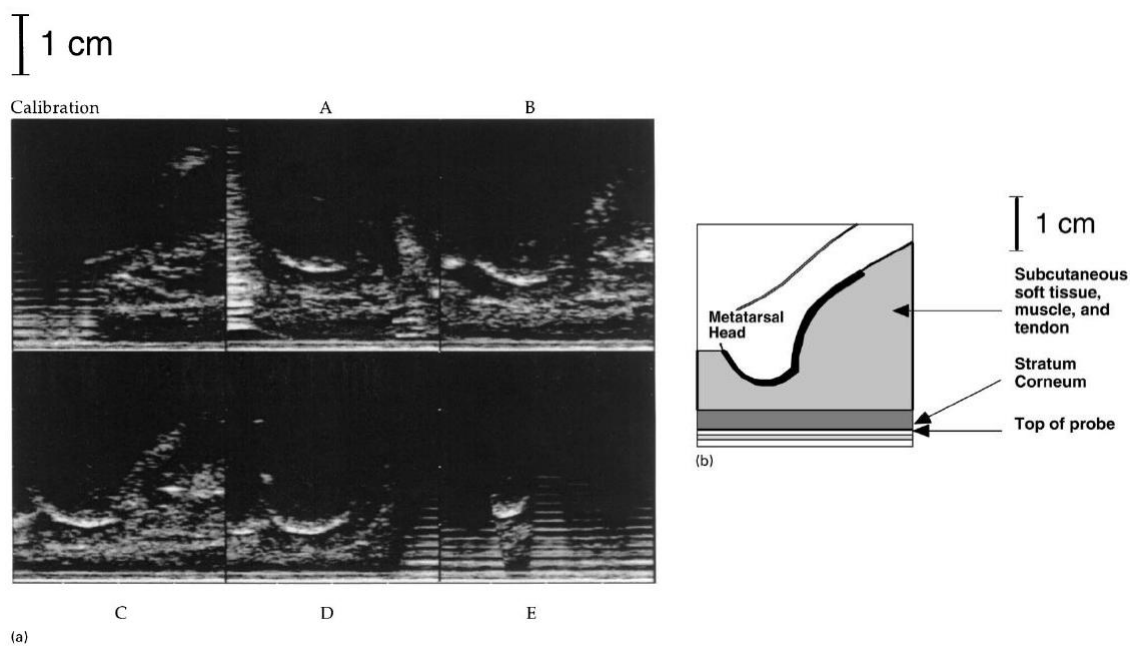 1 cm
Calibration A B
C D E
(a)
1 cm
Subcutaneous
soft tissue,
muscle, and
tendon
Metatarsal
Head
Stratum
Corneum
Top of probe
(b)